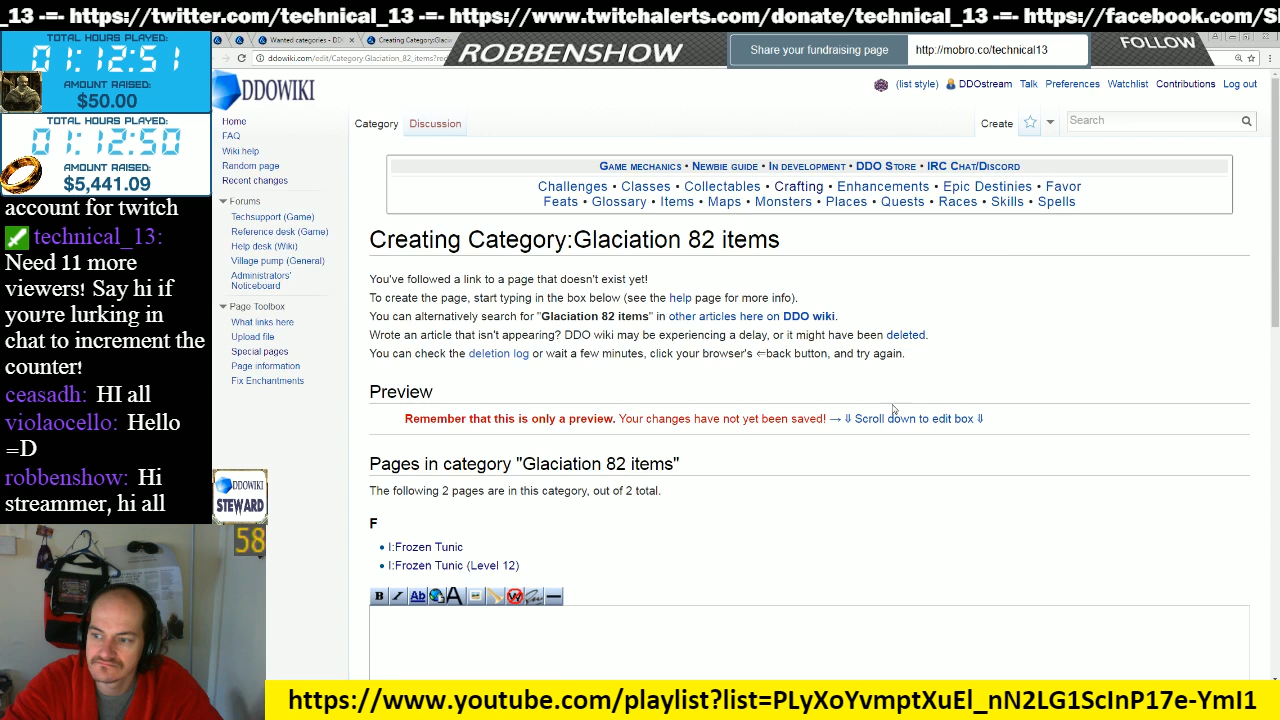 _13 -=- https://twitter.com/technical_13 -=- https://www.twitchalerts.com/donate/technical_13 -=- https://facebook.com/S
TOTAL HOURS PLAYED:
01:12:51
AMOUNT RAISED:
$50.00
TOTAL HOURS PLAYED:
01:12:50
AMOUNT RAISED:
$5,441.09
account for twitch
technical_13:
Need 11 more
viewers! Say hi if
you're lurking in
chat to increment the
counter!
ceasadh: HI all
violaocello: Hello
=D
robbenshow: Hi
streammer, hi all
58
Wanted categories - DD
Creating Category:Glaci
ROBBENSHOW
Share your fundraising page
http://mobro.co/technical13
FOLLOW
ddowiki.com/edit/Category:Glaciation_82_items?re
DDOWIKI
(list style) DDOstream Talk Preferences Watchlist Contributions Log out
Home
FAQ
Wiki help
Random page
Recent changes
Forums
Techsupport (Game)
Reference desk (Game)
Help desk (Wiki)
Village pump (General)
Administrators'
Noticeboard
Page Toolbox
What links here
Upload file
Special pages
Page information
Fix Enchantments
DDOWIKI
STEWARD
Category Discussion
Create
Search
Game mechanics • Newbie guide • In development • DDO Store • IRC Chat/Discord
Challenges • Classes • Collectables • Crafting • Enhancements • Epic Destinies • Favor
Feats • Glossary • Items • Maps • Monsters • Places • Quests • Races • Skills • Spells
Creating Category:Glaciation 82 items
You've followed a link to a page that doesn't exist yet!
To create the page, start typing in the box below (see the help page for more info).
You can alternatively search for "Glaciation 82 items" in other articles here on DDO wiki.
Wrote an article that isn't appearing? DDO wiki may be experiencing a delay, or it might have been deleted.
You can check the deletion log or wait a few minutes, click your browser's ⇐back button, and try again.
Preview
Remember that this is only a preview. Your changes have not yet been saved! → ⇓ Scroll down to edit box ⇓
Pages in category "Glaciation 82 items"
The following 2 pages are in this category, out of 2 total.
F
• I:Frozen Tunic
• I:Frozen Tunic (Level 12)
B I Ab A W
https://www.youtube.com/playlist?list=PLyXoYvmptXuEl_nN2LG1ScInP17e-YmI1